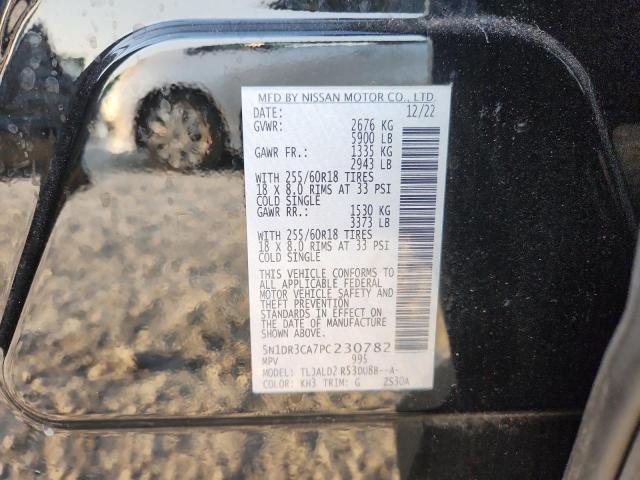 MFD BY NISSAN MOTOR CO., LTD.
DATE: 12/22
GVWR: 2676 KG
5900 LB
GAWR FR.: 1335 KG
2943 LB
WITH 255/60R18 TIRES
18 X 8.0 RIMS AT 33 PSI
COLD SINGLE
GAWR RR.: 1530 KG
3373 LB
WITH 255/60R18 TIRES
18 X 8.0 RIMS AT 33 PSI
COLD SINGLE
THIS VEHICLE CONFORMS TO
ALL APPLICABLE FEDERAL
MOTOR VEHICLE SAFETY AND
THEFT PREVENTION
STANDARDS IN EFFECT ON
THE DATE OF MANUFACTURE
SHOWN ABOVE.
5N1DR3CA7PC230782
MPV 995
MODEL:
COLOR: KH3 TRIM: G ZS30A